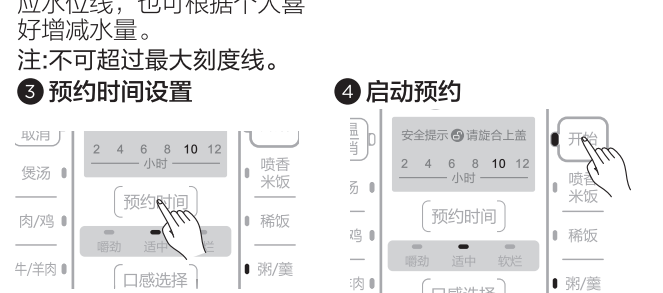 应水位线，也可根据个人喜
好增减水量。
注:不可超过最大刻度线。
3 预约时间设置
取消
2 4 6 8 10 12
小时
煲汤
喷香
米饭
预约时间
肉/鸡
稀饭
嚼劲 适中 烂
牛/羊肉
粥/羹
口感选择
4 启动预约
安全提示 请旋合上盖
开始
2 4 6 8 10 12
小时
汤
喷香
米饭
预约时间
鸡
稀饭
嚼劲 适中 软烂
肉
粥/羹
口感选择